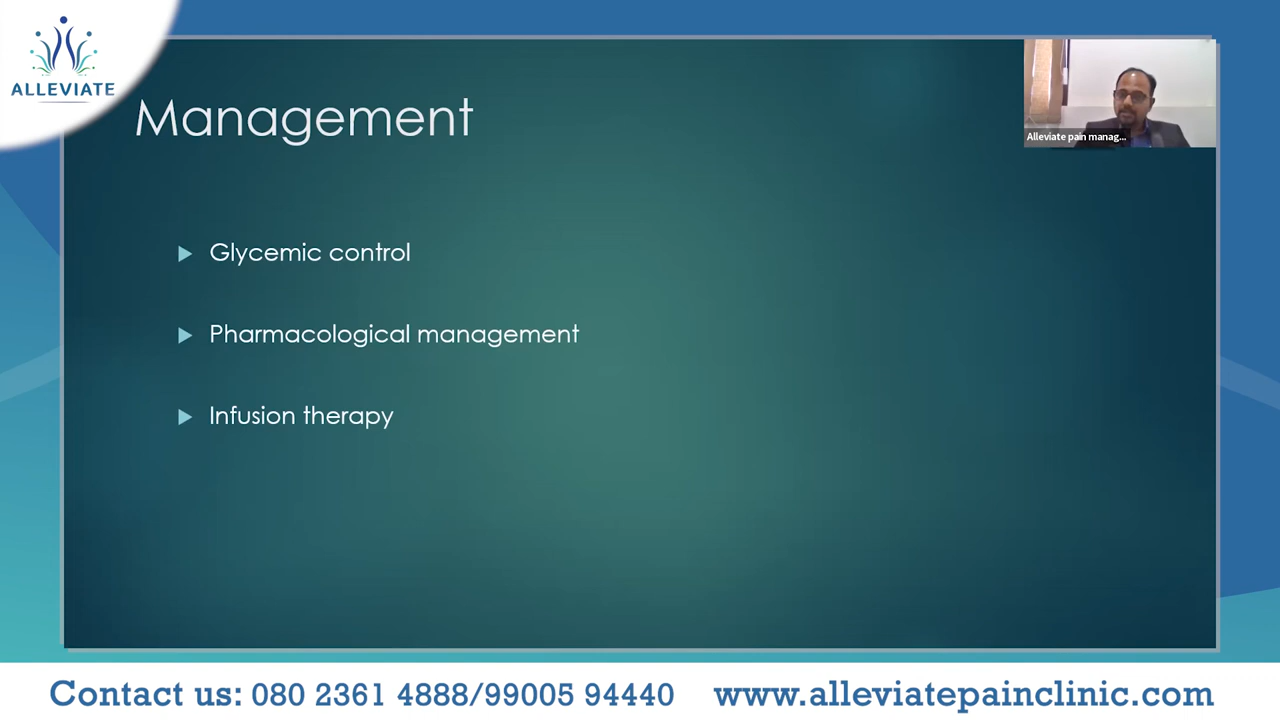 ALLEVIATE
Management
Alleviate pain manag...
Glycemic control
Pharmacological management
Infusion therapy
Contact us: 080 2361 4888/99005 94440 www.alleviatepainclinic.com